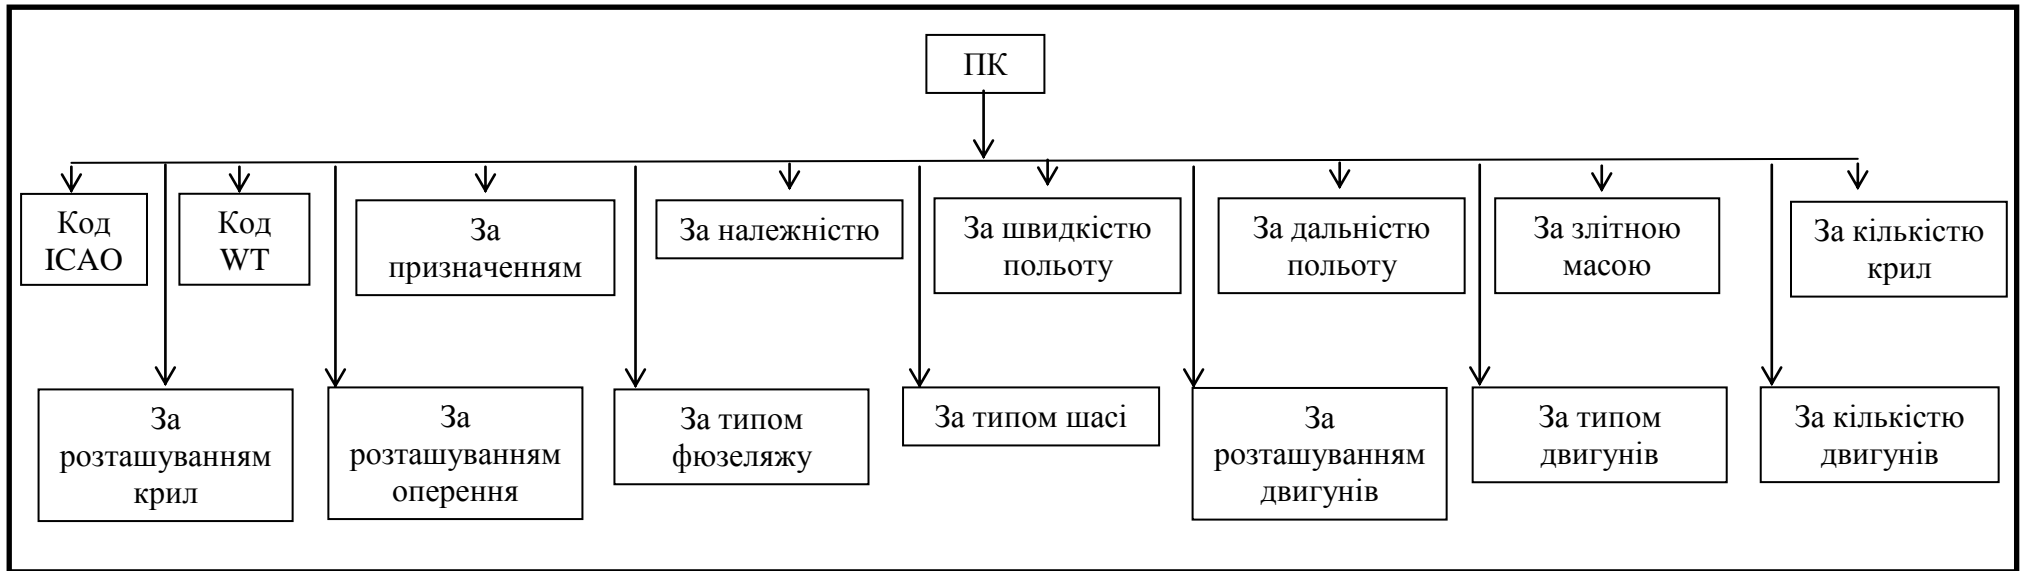 ПК
Код
ICAO
Код
WT
За
призначенням
За належністю
За швидкістю
польоту
За дальністю
польоту
За злітною
масою
За кількістю
крил
За
розташуванням
крил
За
розташуванням
оперення
За типом
фюзеляжу
За типом шасі
За
розташуванням
двигунів
За типом
двигунів
За кількістю
двигунів